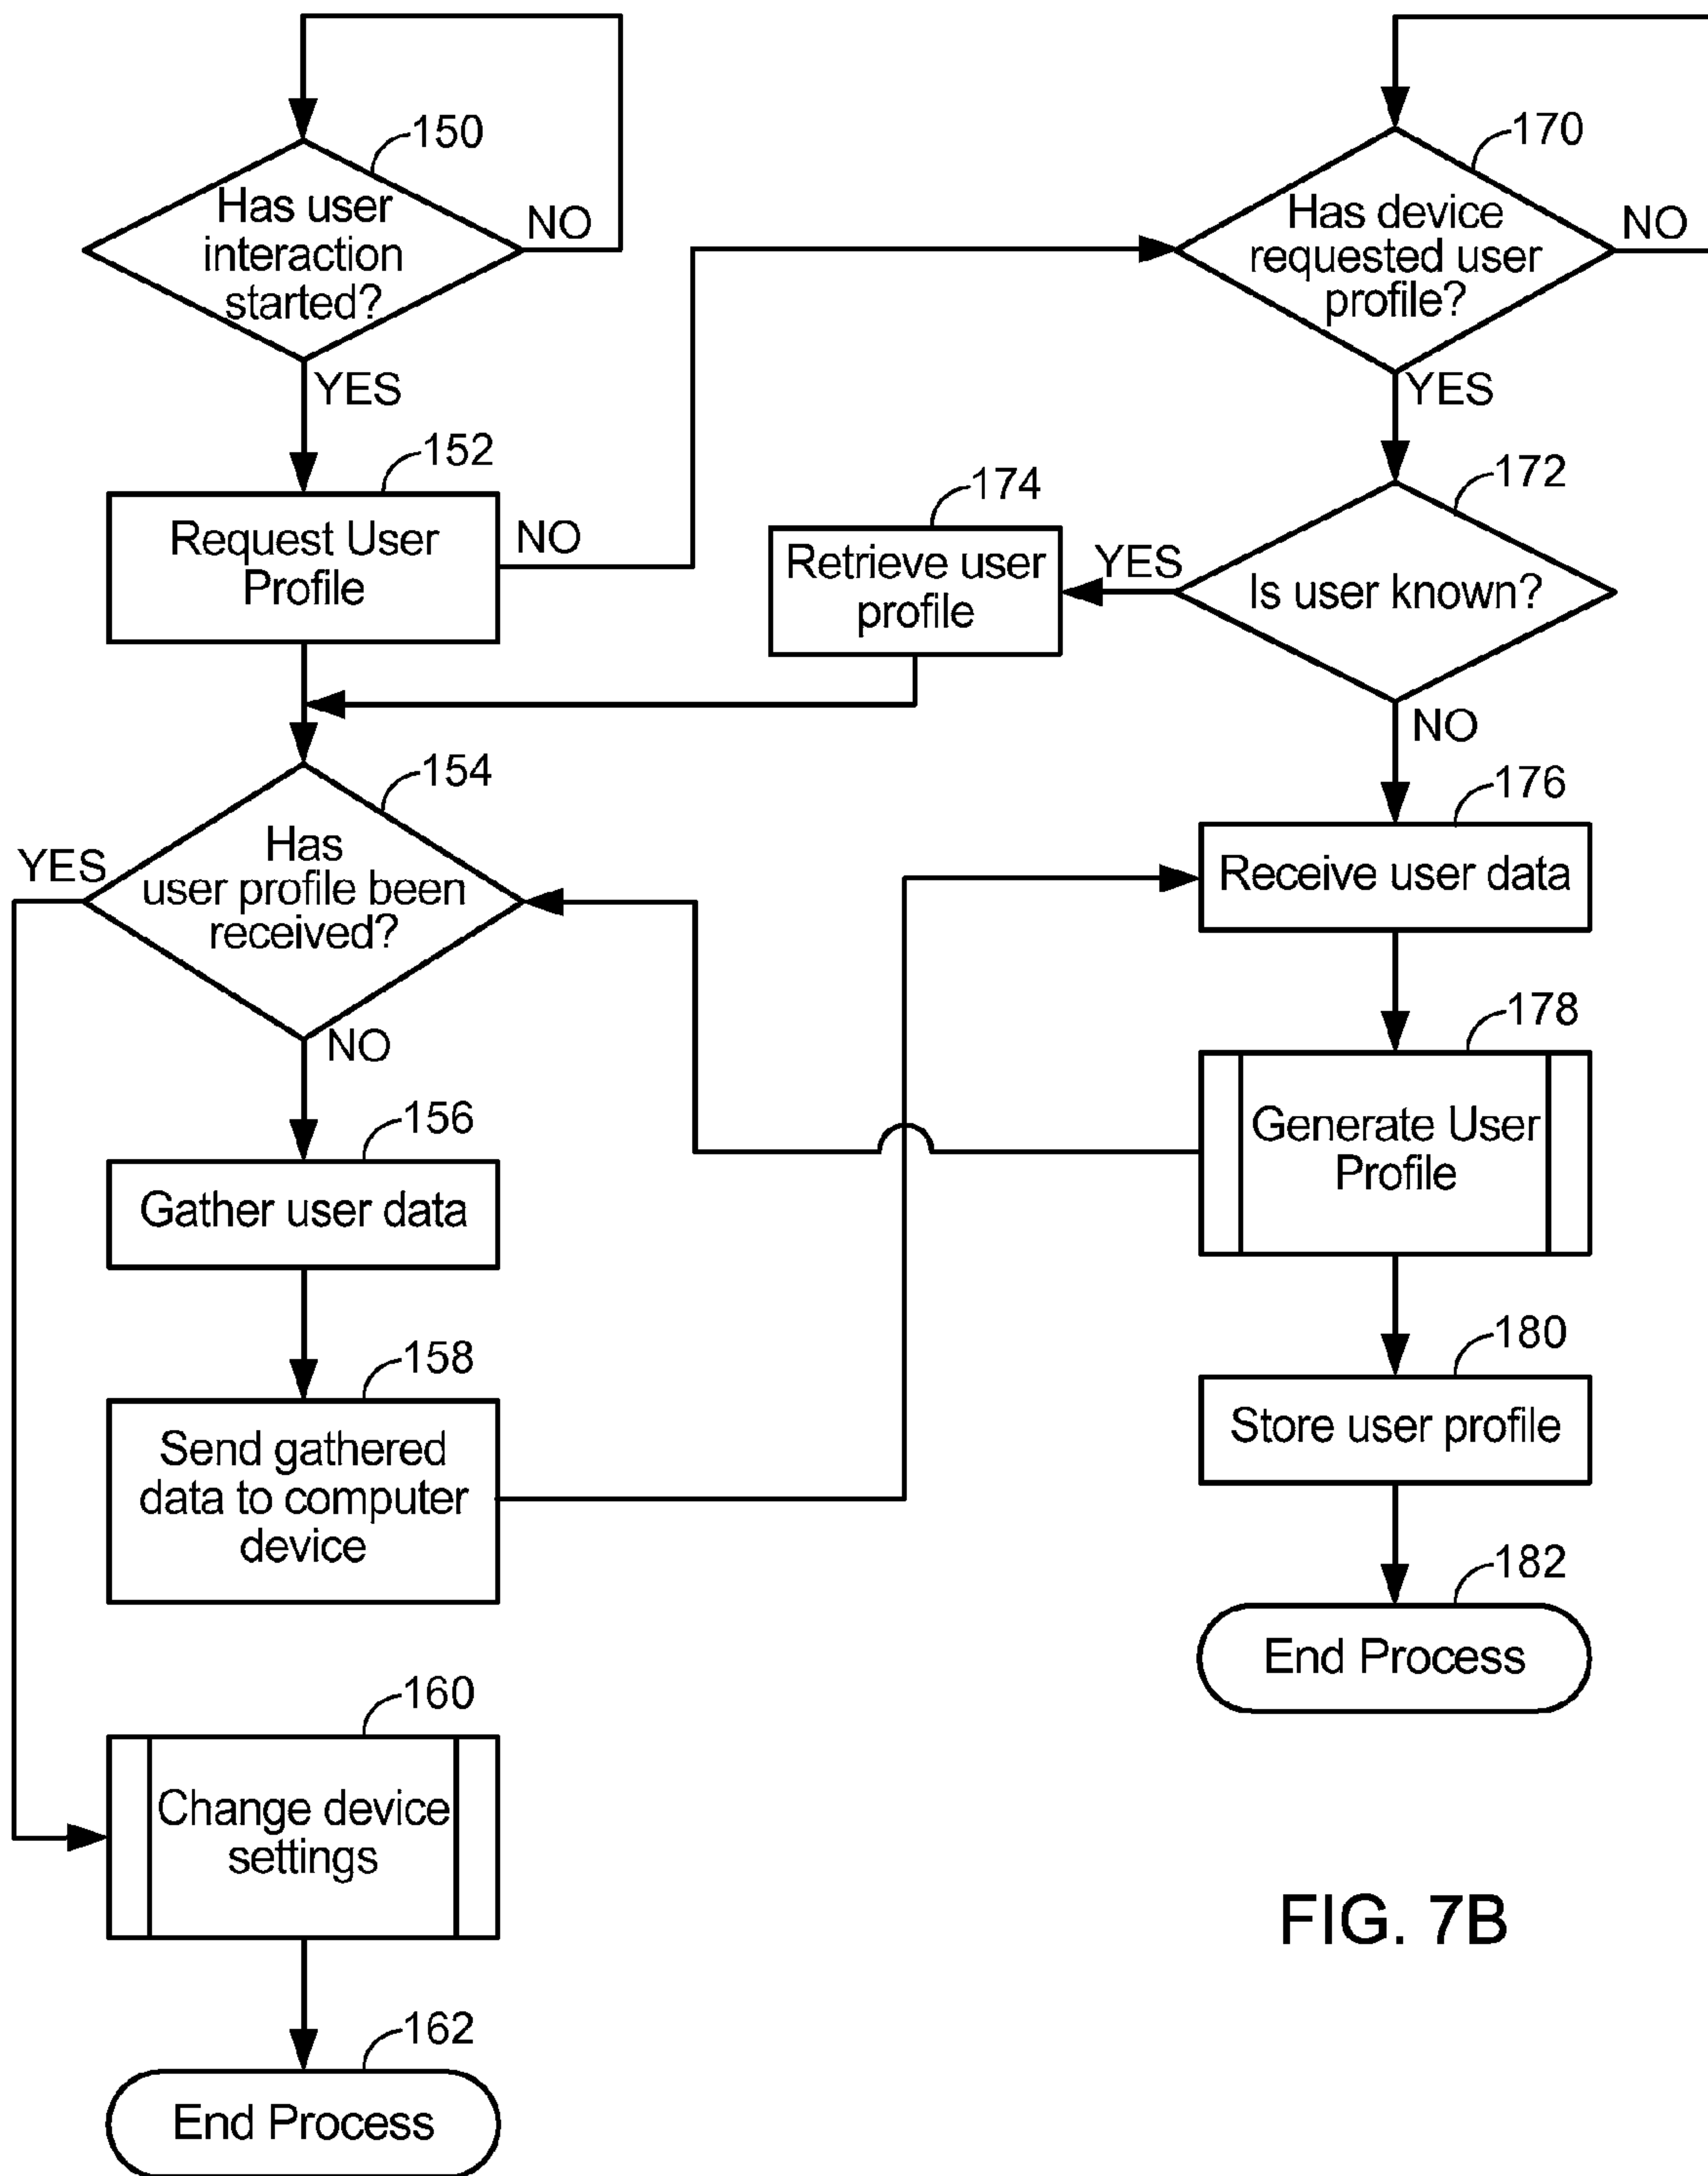 150
Has user
interaction
started?
NO
YES
152
Request User
Profile
NO
154
Has
user profile been
received?
YES
NO
156
Gather user data
158
Send gathered
data to computer
device
160
Change device
settings
162
End Process
170
Has device
requested user
profile?
NO
YES
172
Is user known?
YES
NO
174
Retrieve user
profile
176
Receive user data
178
Generate User
Profile
180
Store user profile
182
End Process
FIG. 7B